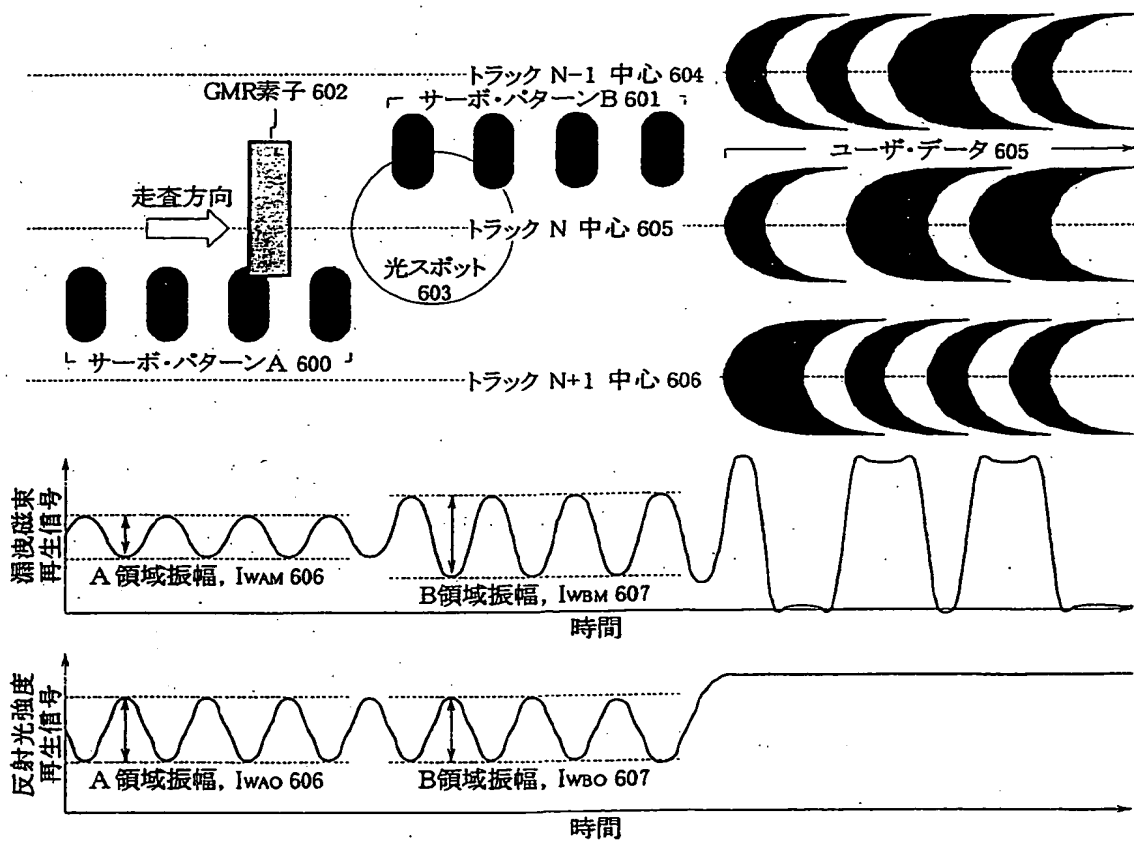 トラック N-1 中心 604
GMR素子 602
サーボ・パターンB 601
ユーザ・データ 605
走査方向
トラック N 中心 605
光スポット
603
サーボ・パターンA 600
トラック N+1 中心 606
漏洩磁束
再生信号
A 領域振幅, IWAM 606
B領域振幅, IWBM 607
時間
反射光強度
再生信号
A 領域振幅, IWAO 606
B領域振幅, IWBO 607
時間